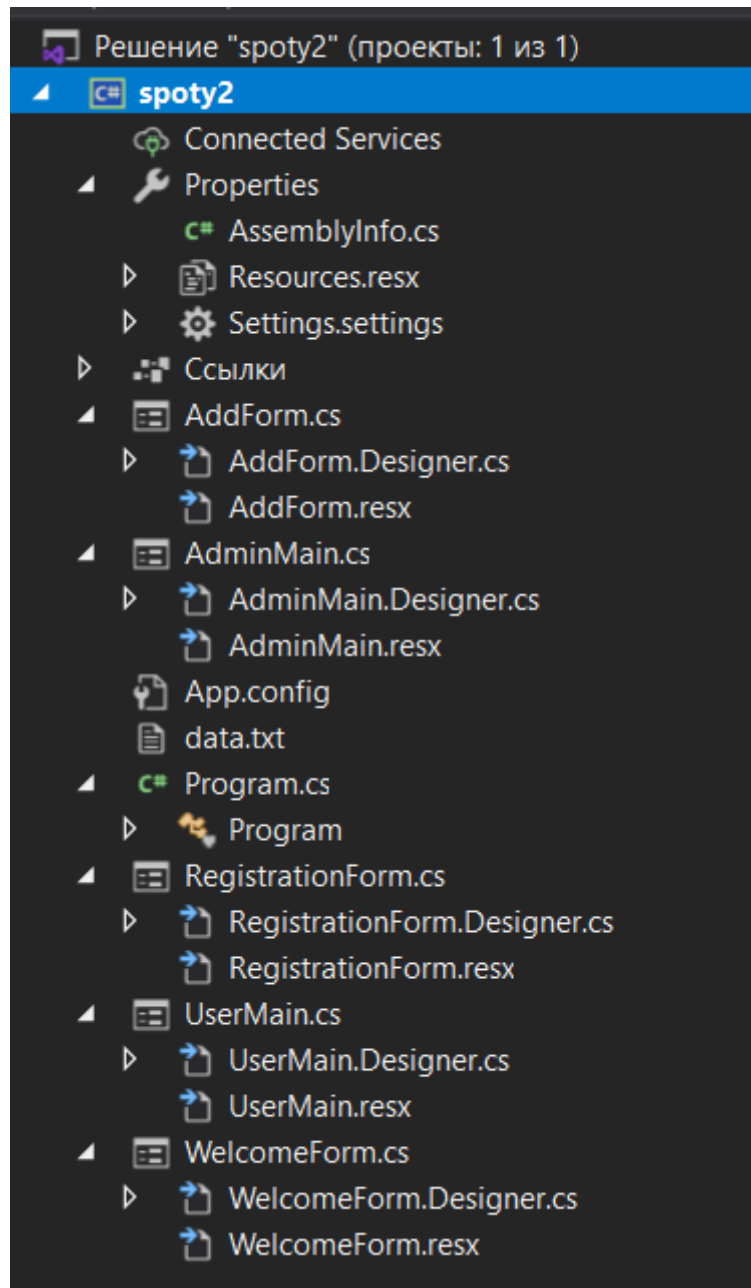 Решение "spoty2" (проекты: 1 из 1)
C# spoty2
Connected Services
Properties
C# AssemblyInfo.cs
Resources.resx
Settings.settings
Ссылки
AddForm.cs
AddForm.Designer.cs
AddForm.resx
AdminMain.cs
AdminMain.Designer.cs
AdminMain.resx
App.config
data.txt
C# Program.cs
Program
RegistrationForm.cs
RegistrationForm.Designer.cs
RegistrationForm.resx
UserMain.cs
UserMain.Designer.cs
UserMain.resx
WelcomeForm.cs
WelcomeForm.Designer.cs
WelcomeForm.resx